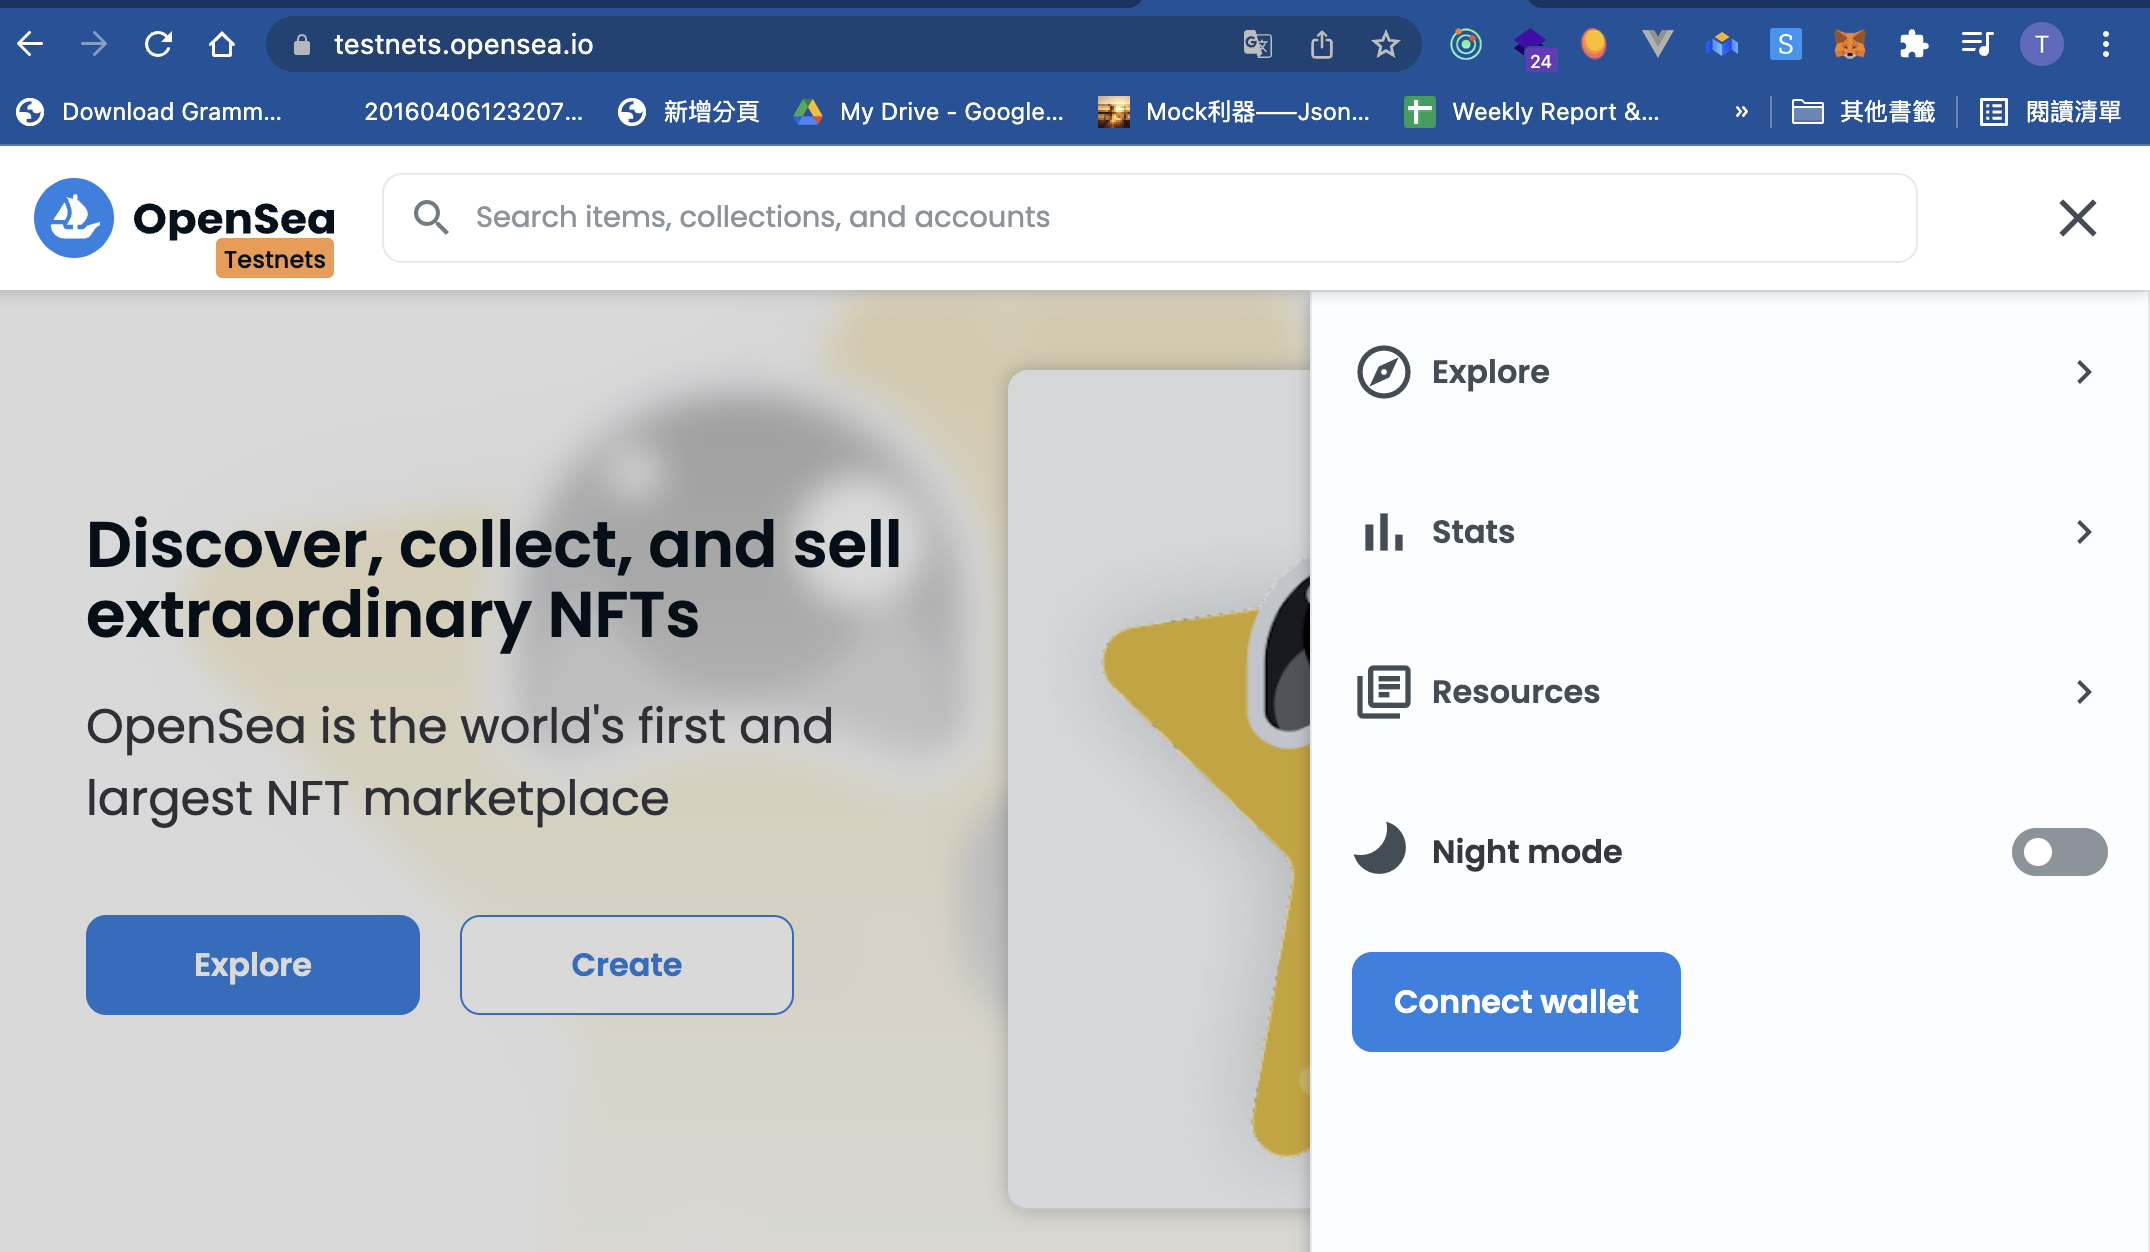 testnets.opensea.io
24
S
T
Download Gramm...
20160406123207...
新增分頁
My Drive - Google...
Mock利器——Json...
Weekly Report &...
»
其他書籤
閱讀清單
OpenSea
Testnets
Search items, collections, and accounts
Discover, collect, and sell
extraordinary NFTs
OpenSea is the world's first and
largest NFT marketplace
Explore
Create
Explore
Stats
Resources
Night mode
Connect wallet